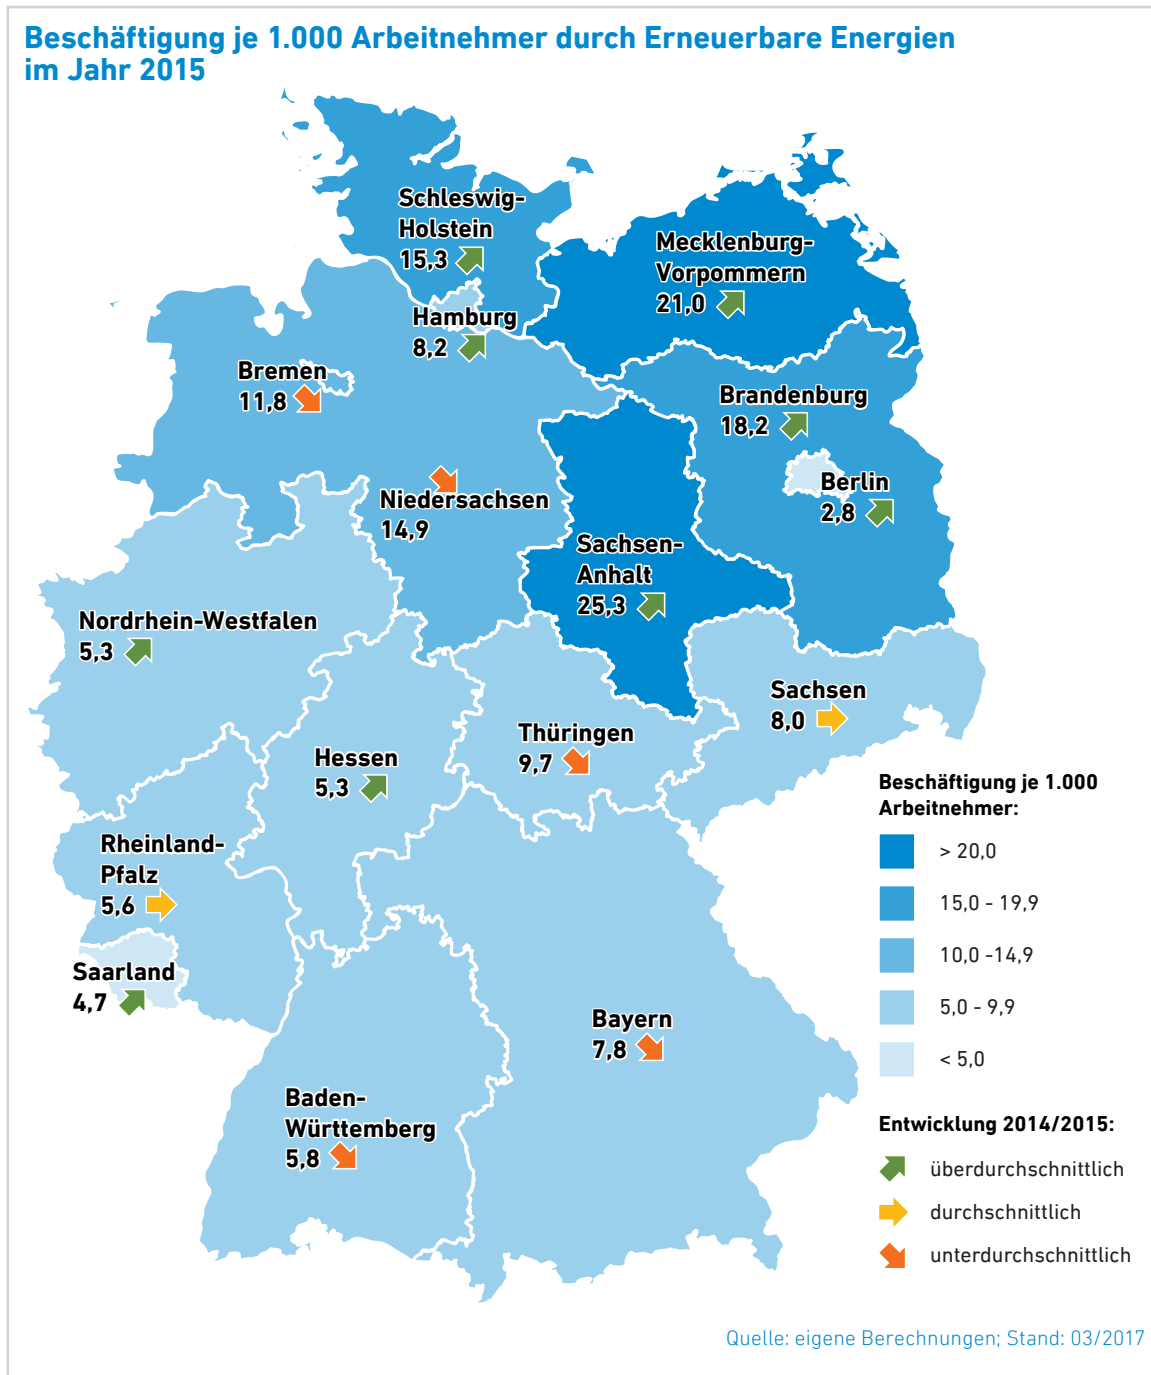 Beschäftigung je 1.000 Arbeitnehmer durch Erneuerbare Energien
im Jahr 2015
Schleswig-
Holstein
15,3
Mecklenburg-
Vorpommern
21,0
Hamburg
8,2
Bremen
11,8
Brandenburg
18,2
Berlin
2,8
Niedersachsen
14,9
Sachsen-
Anhalt
25,3
Nordrhein-Westfalen
5,3
Sachsen
8,0
Thüringen
9,7
Hessen
5,3
Rheinland-
Pfalz
5,6
Saarland
4,7
Bayern
7,8
Baden-
Württemberg
5,8
Beschäftigung je 1.000
Arbeitnehmer:
> 20,0
15,0 - 19,9
10,0 -14,9
5,0 - 9,9
< 5,0
Entwicklung 2014/2015:
überdurchschnittlich
durchschnittlich
unterdurchschnittlich
Quelle: eigene Berechnungen; Stand: 03/2017